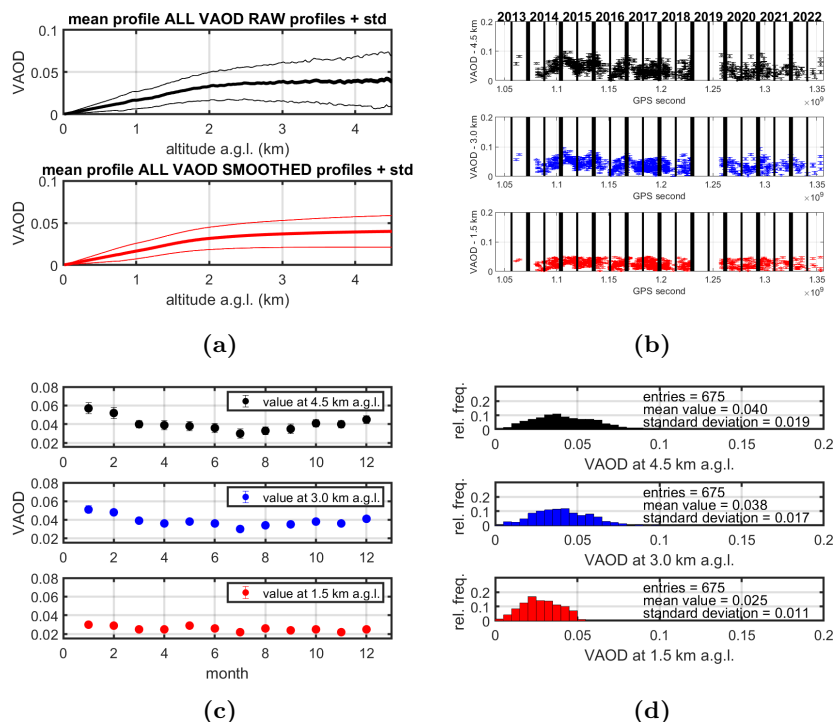 mean profile ALL VAOD RAW profiles + std
0.1
0.05
0
VAOD
0 1 2 3 4
altitude a.g.l. (km)
mean profile ALL VAOD SMOOTHED profiles + std
0.1
0.05
0
VAOD
0 1 2 3 4
altitude a.g.l. (km)
(a)
2013 2014 2015 2016 2017 2018 2019 2020 2021 2022
0.2
0.1
0
VAOD - 4.5 km
1.05 1.1 1.15 1.2 1.25 1.3 1.35
GPS second
×10⁹
0.2
0.1
0
VAOD - 3.0 km
1.05 1.1 1.15 1.2 1.25 1.3 1.35
GPS second
×10⁹
0.2
0.1
0
VAOD - 1.5 km
1.05 1.1 1.15 1.2 1.25 1.3 1.35
GPS second
×10⁹
(b)
0.08
0.06
0.04
0.02
value at 4.5 km a.g.l.
0 2 4 6 8 10 12
0.08
0.06
0.04
0.02
VAOD
value at 3.0 km a.g.l.
0 2 4 6 8 10 12
0.08
0.06
0.04
0.02
value at 1.5 km a.g.l.
0 2 4 6 8 10 12
month
(c)
0.2
0.1
0
rel. freq.
entries = 675
mean value = 0.040
standard deviation = 0.019
0 0.05 0.1 0.15 0.2
VAOD at 4.5 km a.g.l.
0.2
0.1
0
rel. freq.
entries = 675
mean value = 0.038
standard deviation = 0.017
0 0.05 0.1 0.15 0.2
VAOD at 3.0 km a.g.l.
0.2
0.1
0
rel. freq.
entries = 675
mean value = 0.025
standard deviation = 0.011
0 0.05 0.1 0.15 0.2
VAOD at 1.5 km a.g.l.
(d)